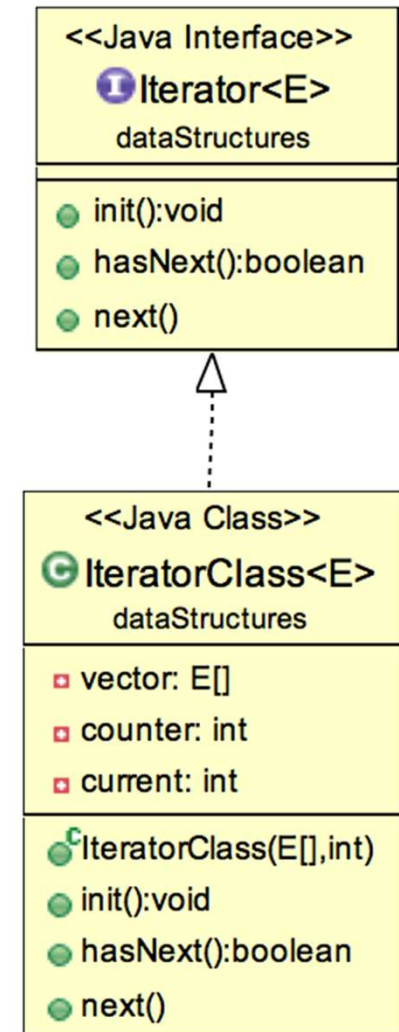 <<Java Interface>>
I Iterator<E>
dataStructures
init():void
hasNext():boolean
next()
<<Java Class>>
C IteratorClass<E>
dataStructures
vector: E[]
counter: int
current: int
C IteratorClass(E[],int)
init():void
hasNext():boolean
next()